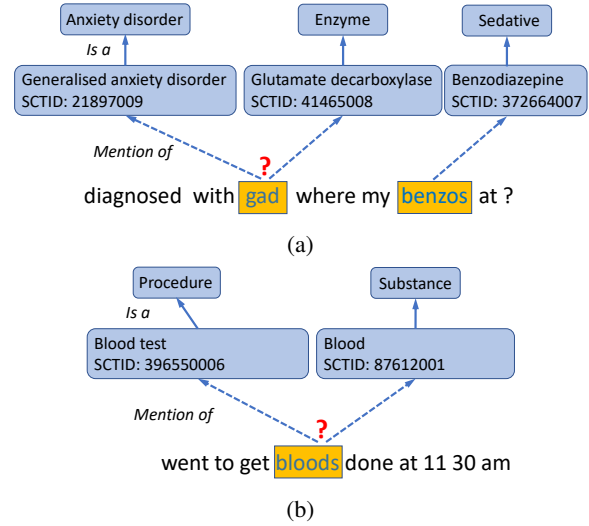 Anxiety disorder Enzyme Sedative
Is a
Generalised anxiety disorder Glutamate decarboxylase Benzodiazepine
SCTID: 21897009 SCTID: 41465008 SCTID: 372664007
Mention of
?
diagnosed with gad where my benzos at ?
(a)
Procedure Substance
Is a
Blood test Blood
SCTID: 396550006 SCTID: 87612001
Mention of
?
went to get bloods done at 11 30 am
(b)